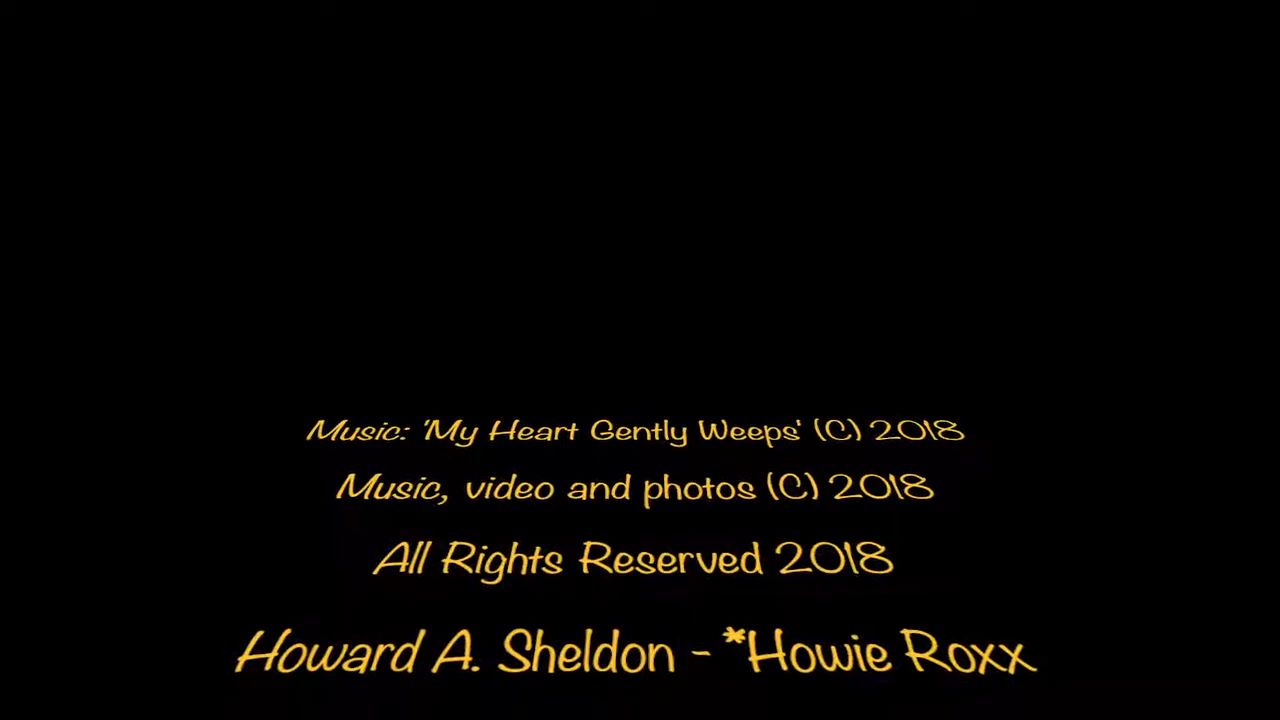 Music: 'My Heart Gently Weeps' (C) 2018
Music, video and photos (C) 2018
All Rights Reserved 2018
Howard A. Sheldon - *Howie Roxx